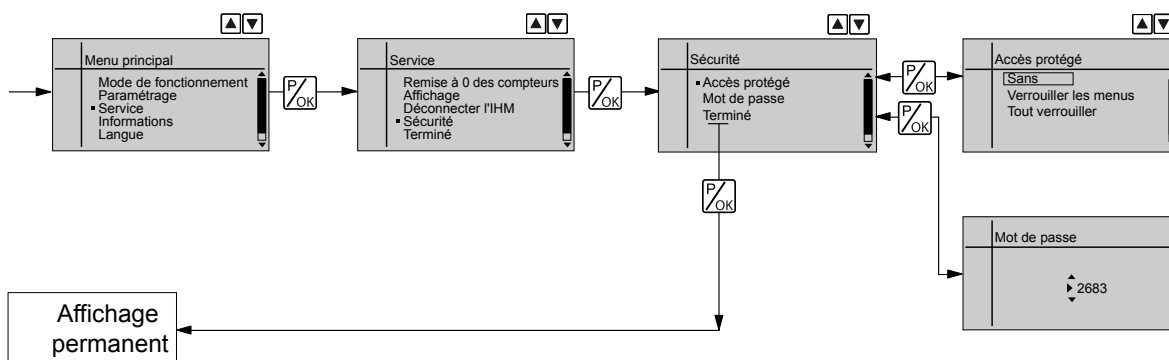 Menu principal
Mode de fonctionnement
Paramétrage
Service
Informations
Langue
P/OK
Service
Remise à 0 des compteurs
Affichage
Déconnecter l'IHM
Sécurité
Terminé
P/OK
Sécurité
Accès protégé
Mot de passe
Terminé
P/OK
P/OK
Accès protégé
Sans
Verrouiller les menus
Tout verrouiller
P/OK
Mot de passe
2683
Affichage
permanent